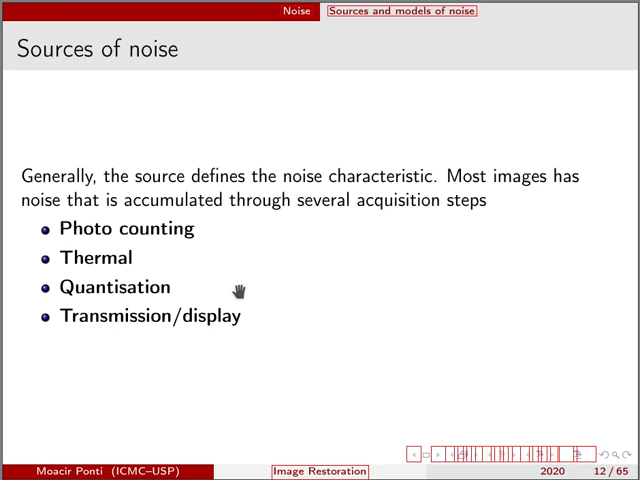 Noise
Sources and models of noise
Sources of noise
Generally, the source defines the noise characteristic. Most images has
noise that is accumulated through several acquisition steps
Photo counting
Thermal
Quantisation
Transmission/display
Moacir Ponti (ICMC–USP)
Image Restoration
2020
12 / 65